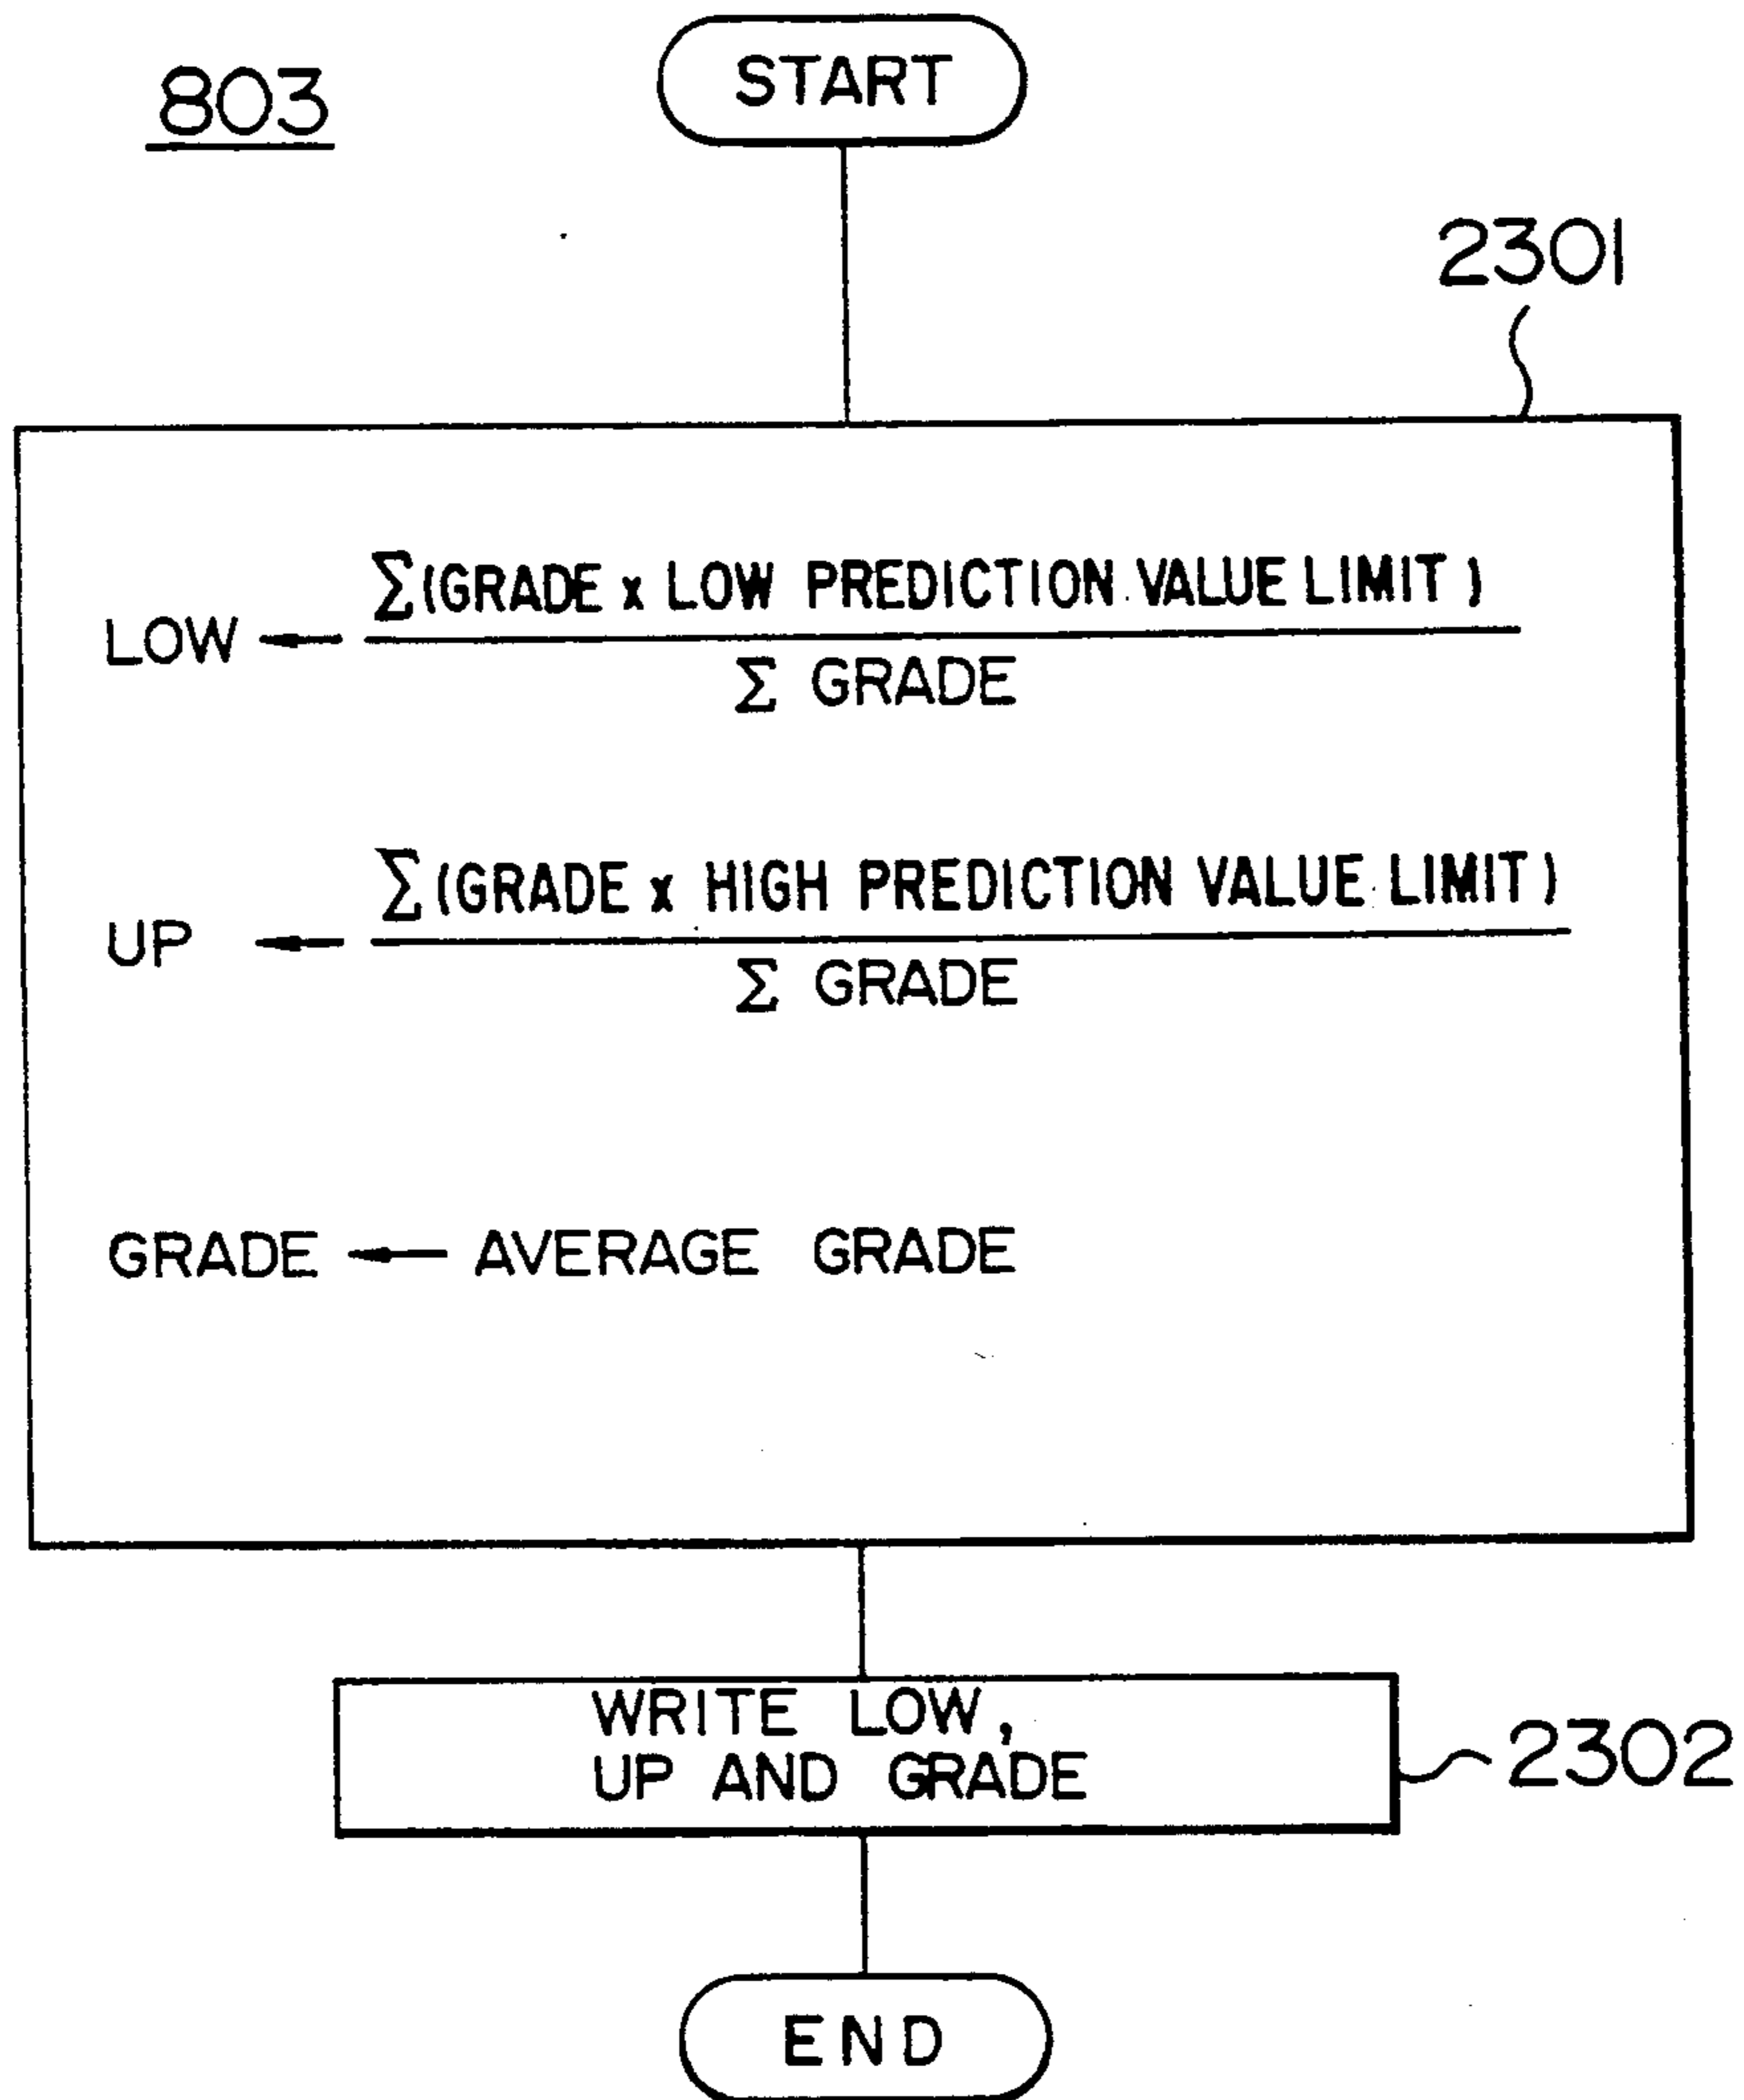 803
START
2301
Σ(GRADE x LOW PREDICTION VALUE LIMIT)
LOW ←
Σ GRADE
Σ(GRADE x HIGH PREDICTION VALUE LIMIT)
UP ←
Σ GRADE
GRADE ← AVERAGE GRADE
WRITE LOW,
UP AND GRADE
2302
END